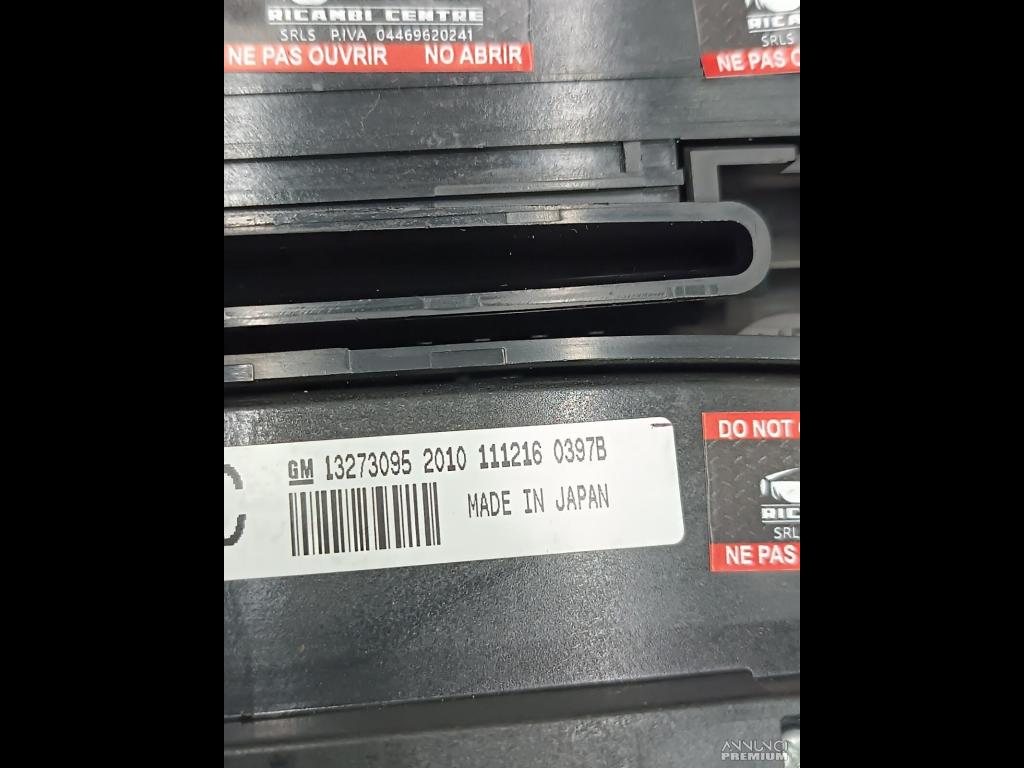 RICAMBI CENTRE
SRLS P.IVA 04469620241
NE PAS OUVRIR NO ABRIR
RIC
SRLS
NE PAS O
GM 13273095 2010 111216 0397B
MADE IN JAPAN
DO NOT
RIC
SRL
NE PAS
ANNUNCI
PREMIUM